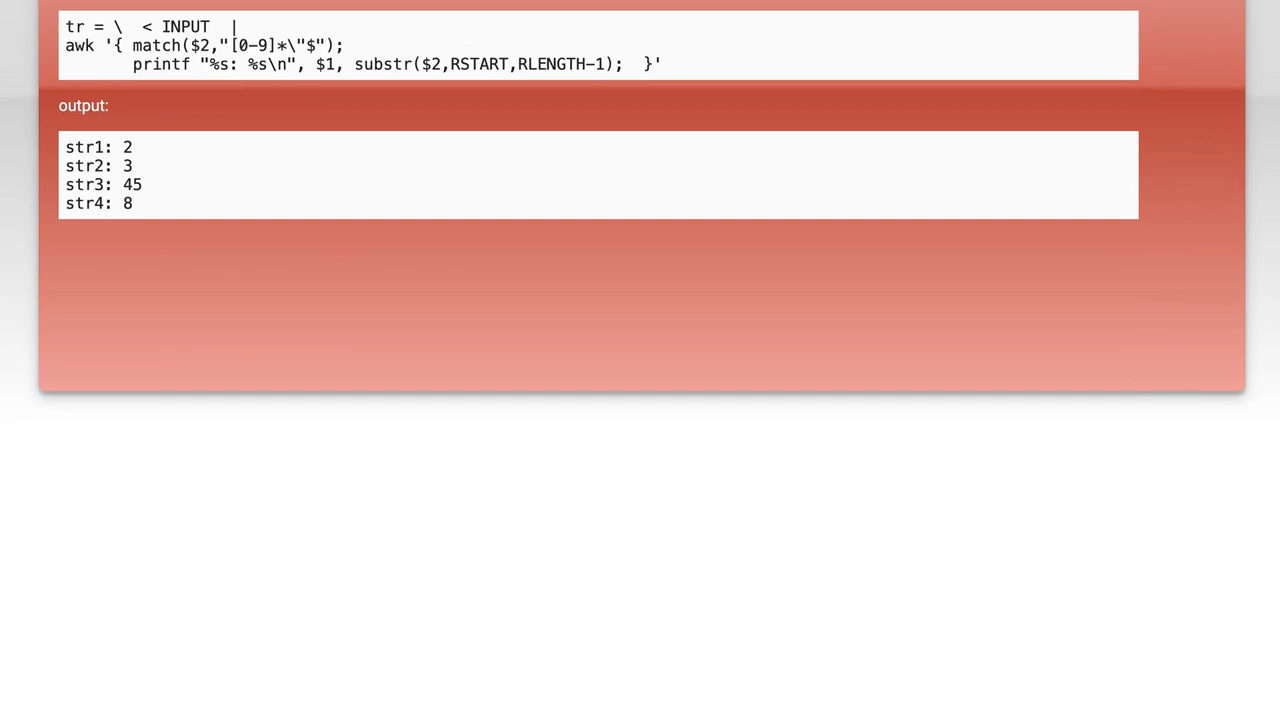 tr = \  < INPUT  |
awk '{ match($2,"[0-9]*\"$");
       printf "%s: %s\n", $1, substr($2,RSTART,RLENGTH-1);  }'
output:
str1: 2
str2: 3
str3: 45
str4: 8